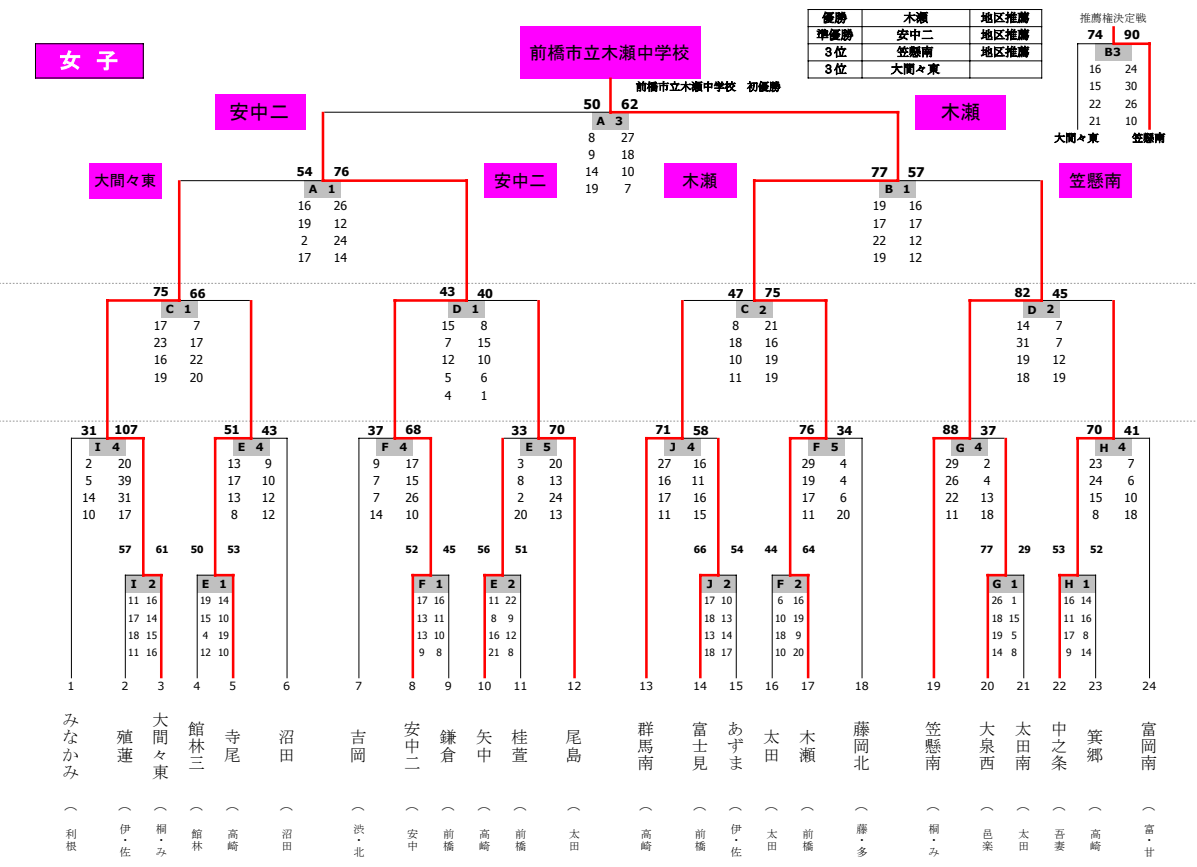 優勝 木瀬 地区推薦
準優勝 安中二 地区推薦
3位 笠懸南 地区推薦
3位 大間々東
推薦権決定戦
74 90
B3
16 24
15 30
22 26
21 10
大間々東 笠懸南
女 子
前橋市立木瀬中学校
前橋市立木瀬中学校 初優勝
安中二
木瀬
50 62
A 3
8 27
9 18
14 10
19 7
大間々東
安中二
木瀬
笠懸南
54 76
A 1
16 26
19 12
2 24
17 14
77 57
B 1
19 16
17 17
22 12
19 12
75 66
C 1
17 7
23 17
16 22
19 20
43 40
D 1
15 8
7 15
12 10
5 6
4 1
47 75
C 2
8 21
18 16
10 19
11 19
82 45
D 2
14 7
31 7
19 12
18 19
31 107
I 4
2 20
5 39
14 31
10 17
51 43
E 4
13 9
17 10
13 12
8 12
37 68
F 4
9 17
7 15
7 26
14 10
33 70
E 5
3 20
8 13
2 24
20 13
71 58
J 4
27 16
16 11
17 16
11 15
76 34
F 5
29 4
19 4
17 6
11 20
88 37
G 4
29 2
26 4
22 13
11 18
70 41
H 4
23 7
24 6
15 10
8 18
57 61
I 2
11 16
17 14
18 15
11 16
50 53
E 1
19 14
15 10
4 19
12 10
52 45
F 1
17 16
13 11
13 10
9 8
56 51
E 2
11 22
8 9
16 12
21 8
66 54
J 2
17 10
18 13
13 14
18 17
44 64
F 2
6 16
10 19
18 9
10 20
77 29
G 1
26 1
18 15
19 5
14 8
53 52
H 1
16 14
11 16
17 8
9 14
1 2 3 4 5 6 7 8 9 10 11 12 13 14 15 16 17 18 19 20 21 22 23 24
みなかみ
殖蓮
大間々東
館林三
寺尾
沼田
吉岡
安中二
鎌倉
矢中
桂萱
尾島
群馬南
富士見
あずま
太田
木瀬
藤岡北
笠懸南
大泉西
太田南
中之条
箕郷
富岡南
(利根
(伊・佐
(桐・み
(館林
(高崎
(沼田
(渋・北
(安中
(前橋
(高崎
(前橋
(太田
(高崎
(前橋
(伊・佐
(太田
(前橋
(藤・多
(桐・み
(邑楽
(太田
(吾妻
(高崎
(富・甘